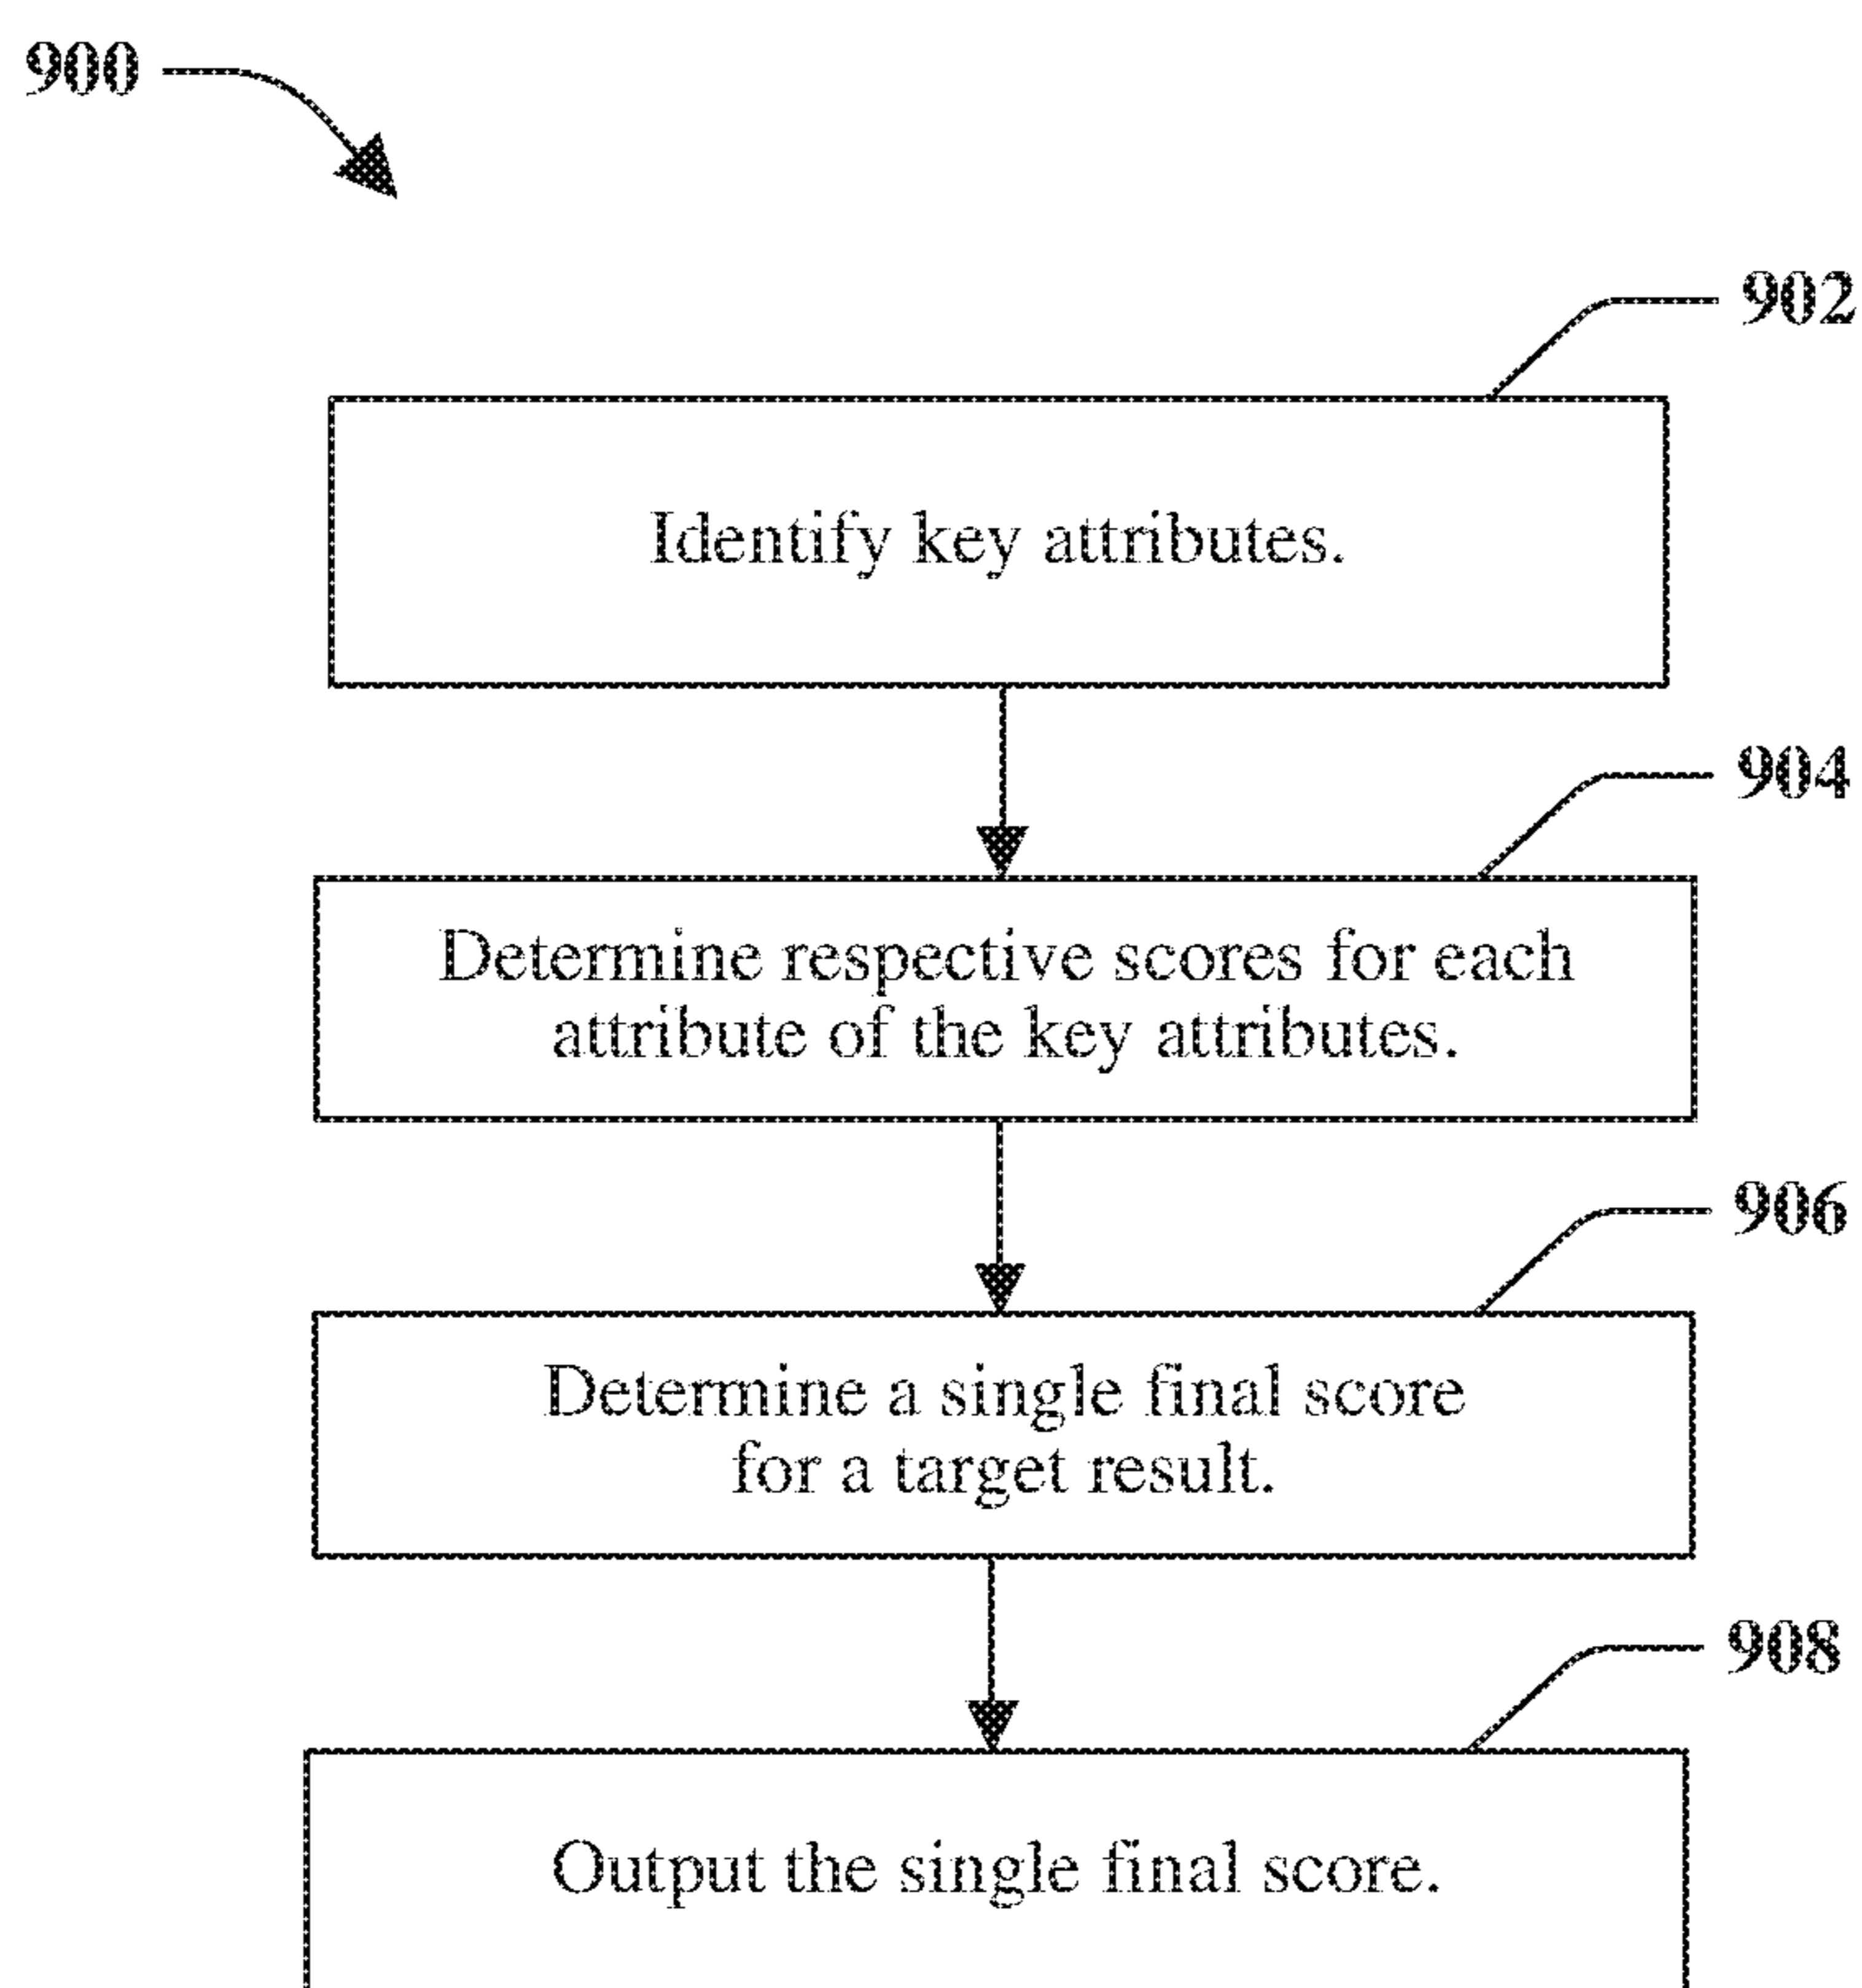 900
902
Identify key attributes.
904
Determine respective scores for each
attribute of the key attributes.
906
Determine a single final score
for a target result.
908
Output the single final score.